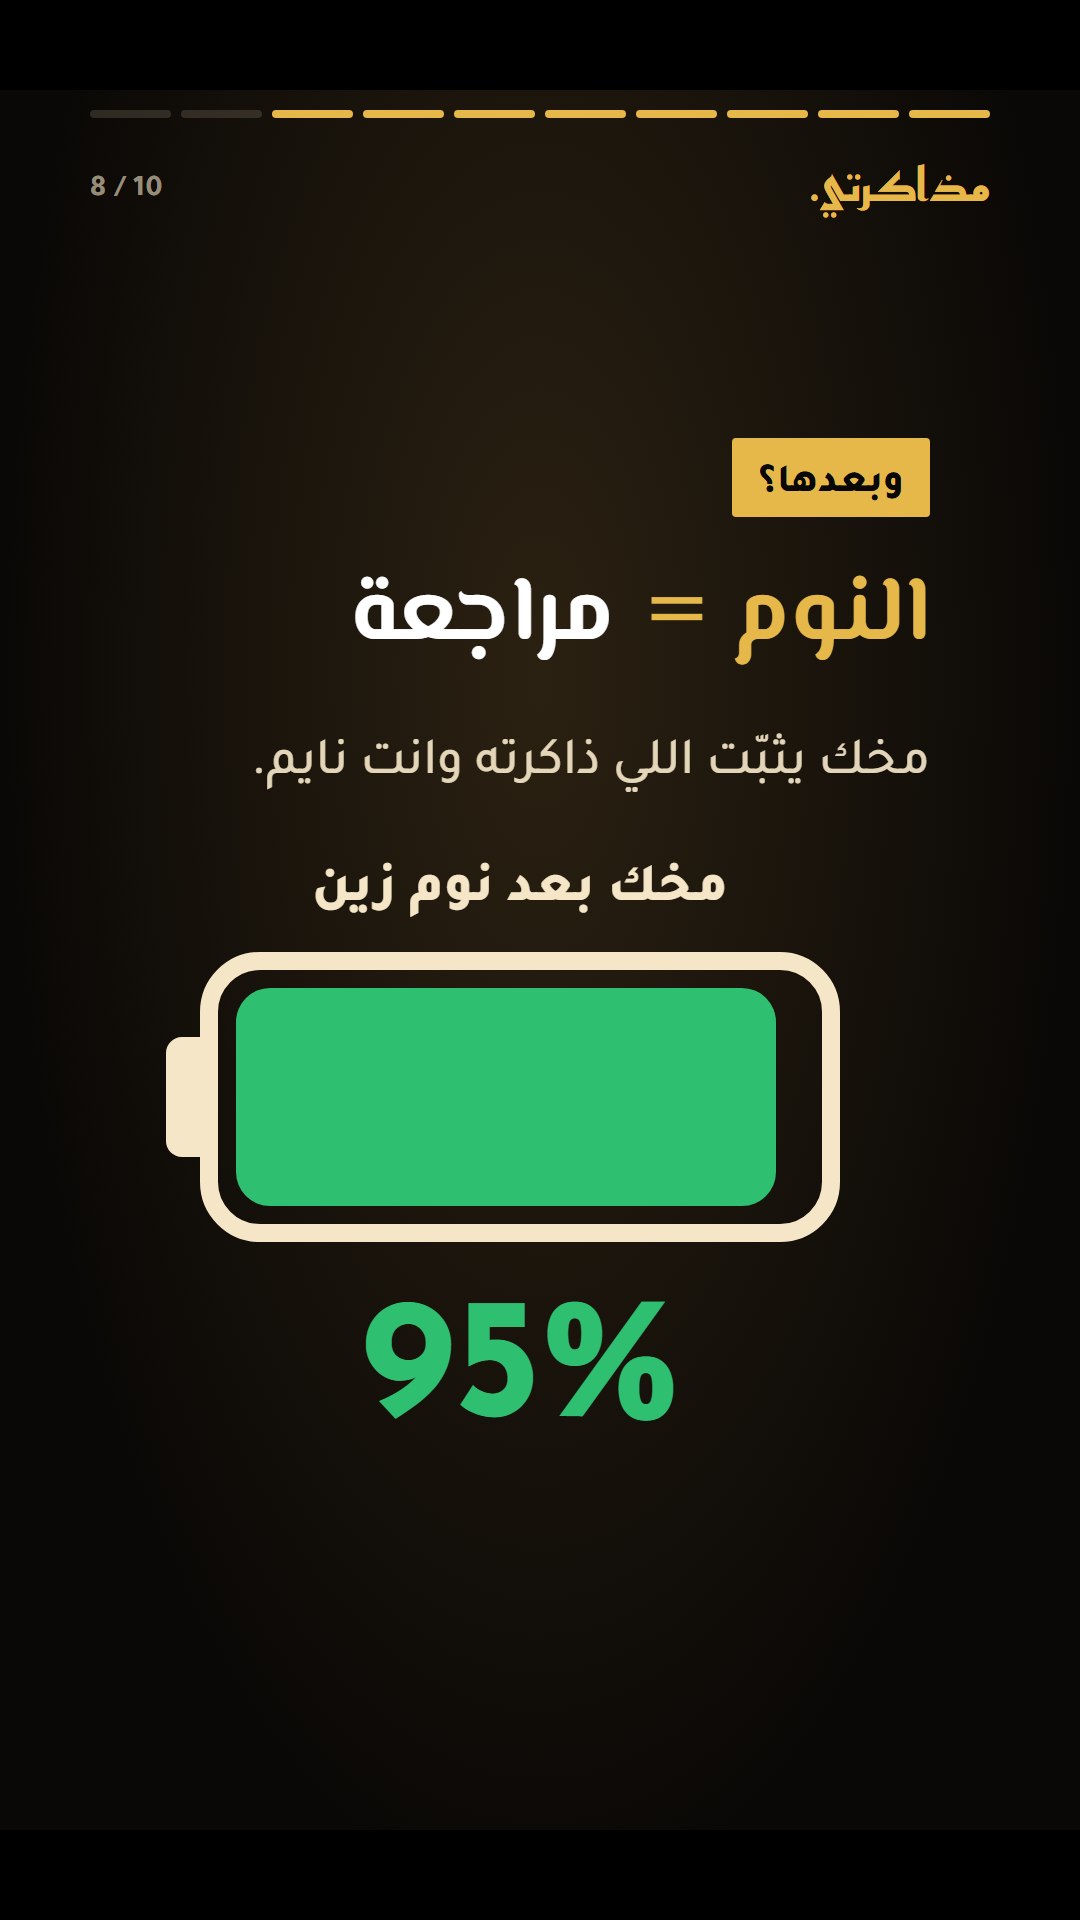 مذاكرتي.
8 / 10
وبعدها؟
النوم = مراجعة
مخك يثبّت اللي ذاكرته وانت نايم.
مخك بعد نوم زين
95%